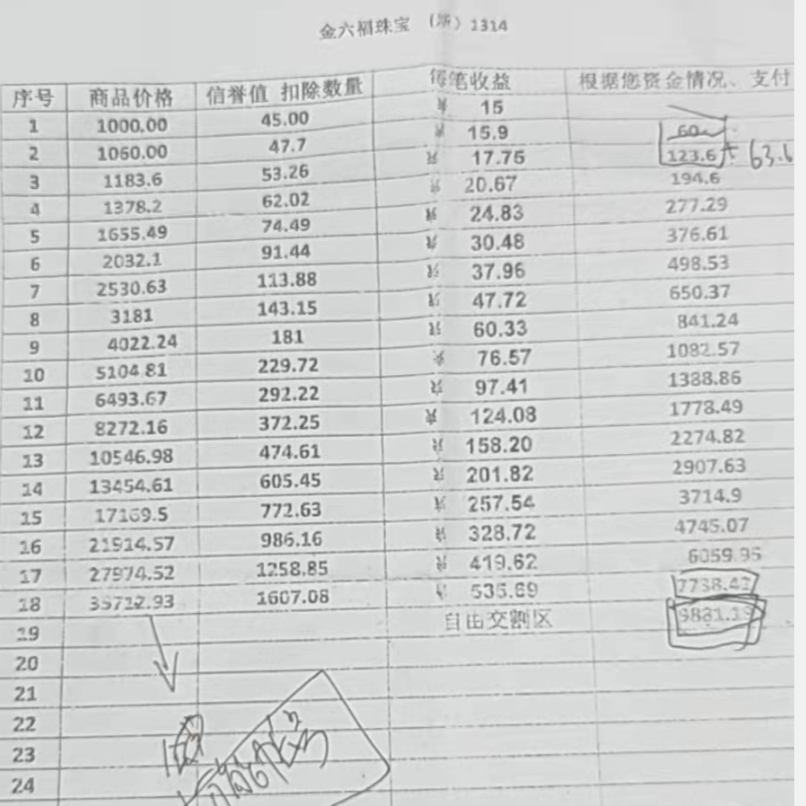 金六福珠宝 （浙）1314
序号 商品价格 信誉值 扣除数量 每笔收益 根据您资金情况、支付
1 1000.00 45.00 15
2 1060.00 47.7 15.9 60
3 1183.6 53.26 17.75 123.6 63.6
4 1378.2 62.02 20.67 194.6
5 1655.49 74.49 24.83 277.29
6 2032.1 91.44 30.48 376.61
7 2530.63 113.88 37.96 498.53
8 3181 143.15 47.72 650.37
9 4022.24 181 60.33 841.24
10 5104.81 229.72 76.57 1082.57
11 6493.67 292.22 97.41 1388.86
12 8272.16 372.25 124.08 1778.49
13 10546.98 474.61 158.20 2274.82
14 13454.61 605.45 201.82 2907.63
15 17169.5 772.63 257.54 3714.9
16 21914.57 986.16 328.72 4745.07
17 27974.52 1258.85 419.62 6059.95
18 35712.93 1607.08 535.69 7738.42
19 自由交割区 9881.19
20
21
22
23
24